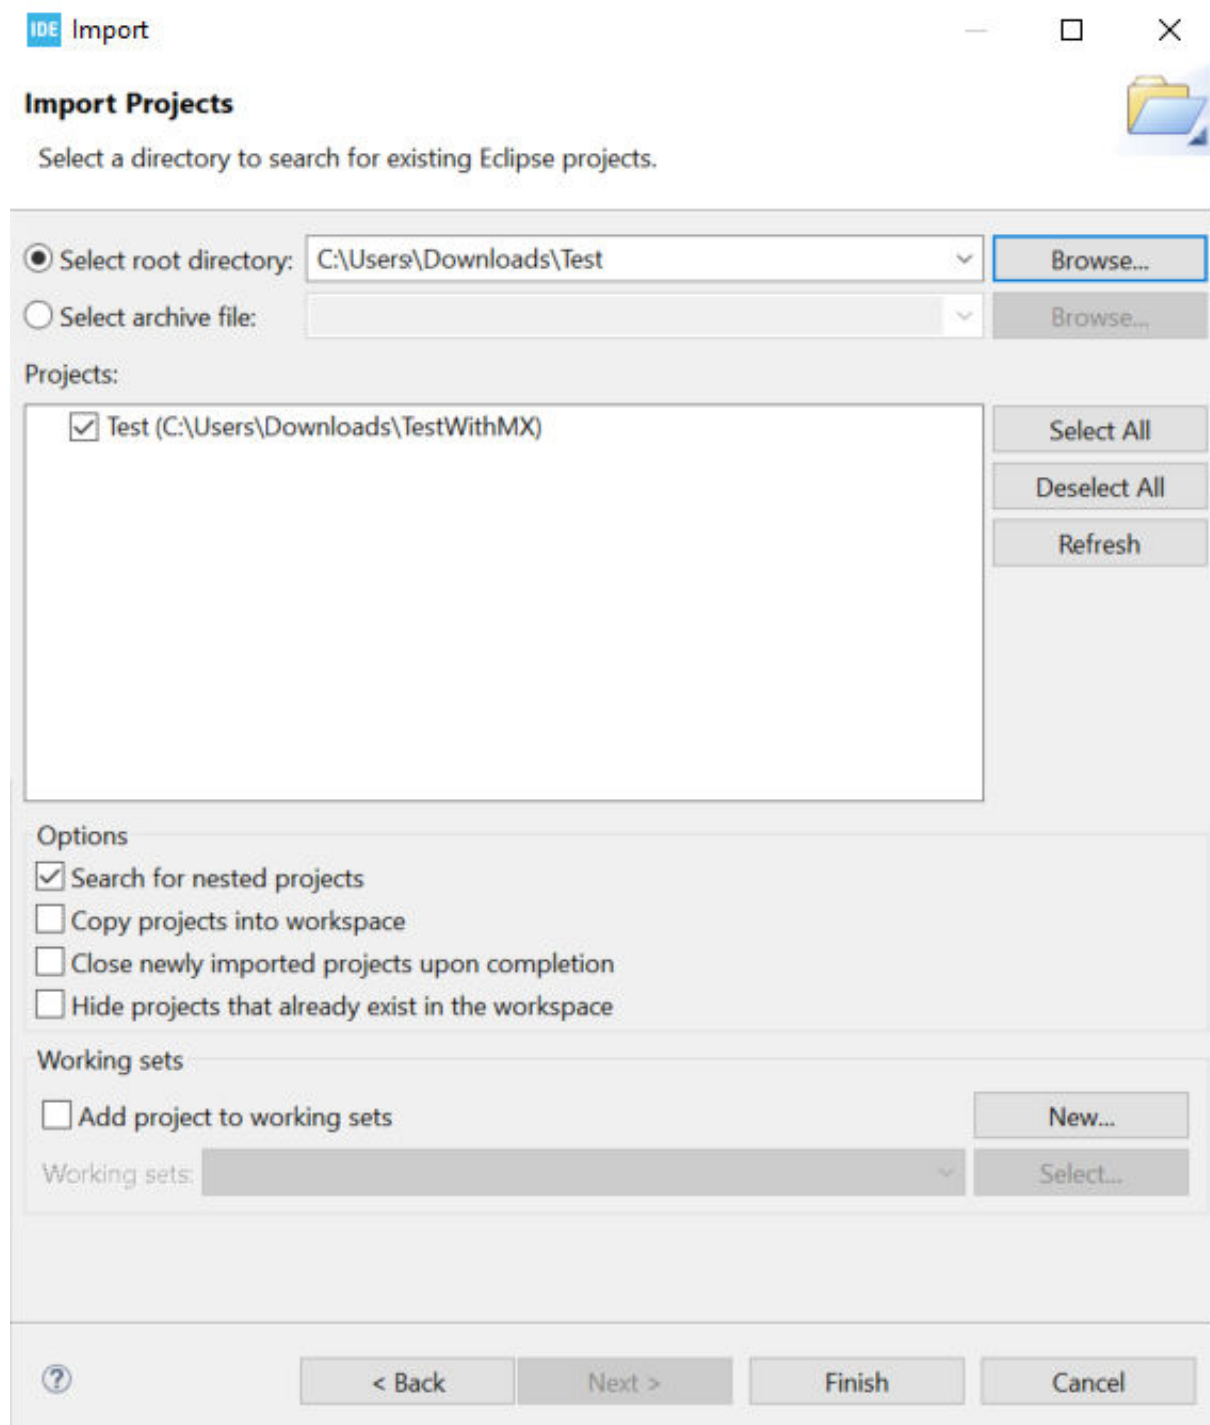 IDE Import
Import Projects
Select a directory to search for existing Eclipse projects.
Select root directory: C:\Users\Downloads\Test Browse...
Select archive file: Browse...
Projects:
Test (C:\Users\Downloads\TestWithMX)
Select All
Deselect All
Refresh
Options
Search for nested projects
Copy projects into workspace
Close newly imported projects upon completion
Hide projects that already exist in the workspace
Working sets
Add project to working sets New...
Working sets: Select...
? < Back Next > Finish Cancel